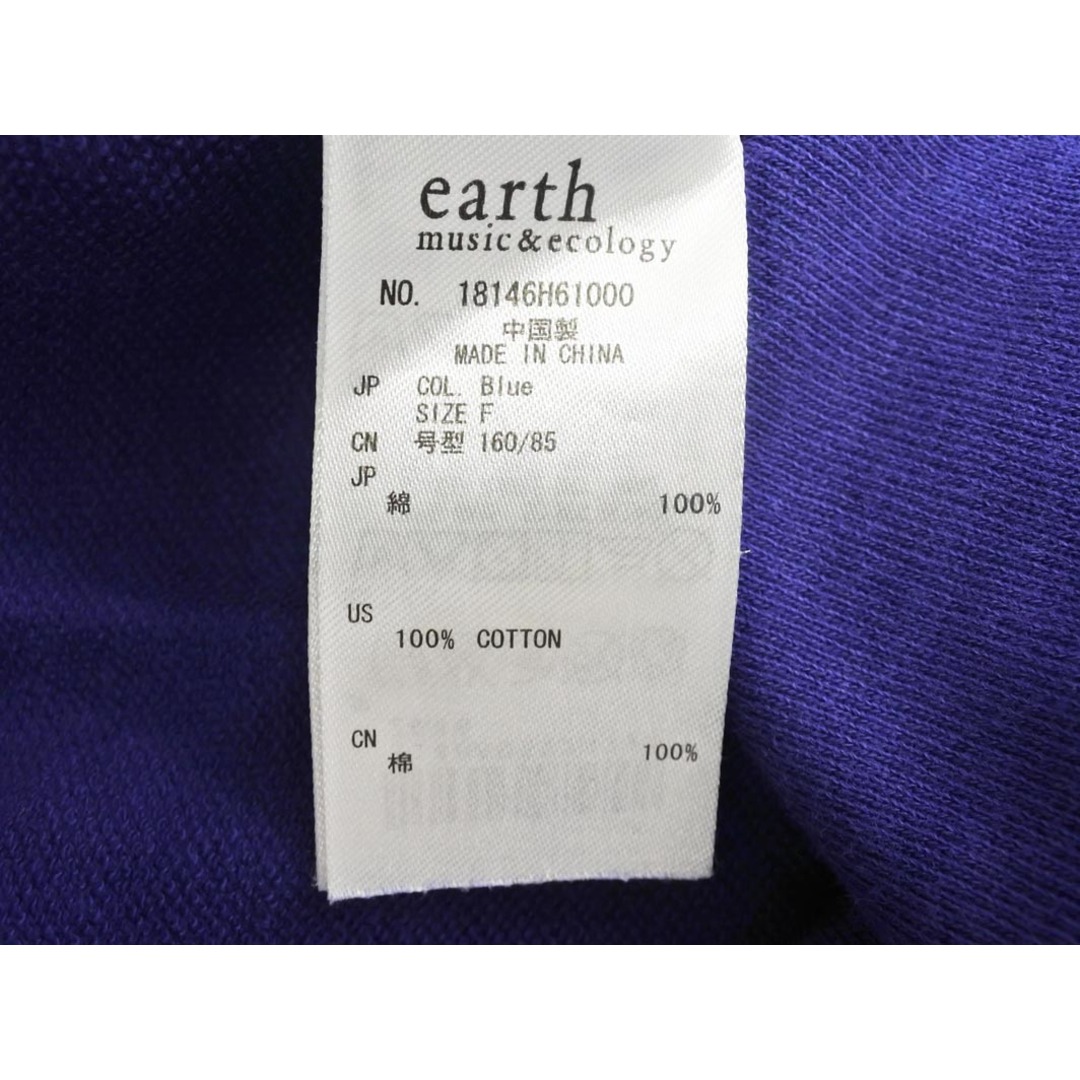 earth
music&ecology
NO. 18146H61000
中国製
MADE IN CHINA
JP COL. Blue
SIZE F
CN 号型 160/85
JP
綿 100%
US
100% COTTON
CN
棉 100%